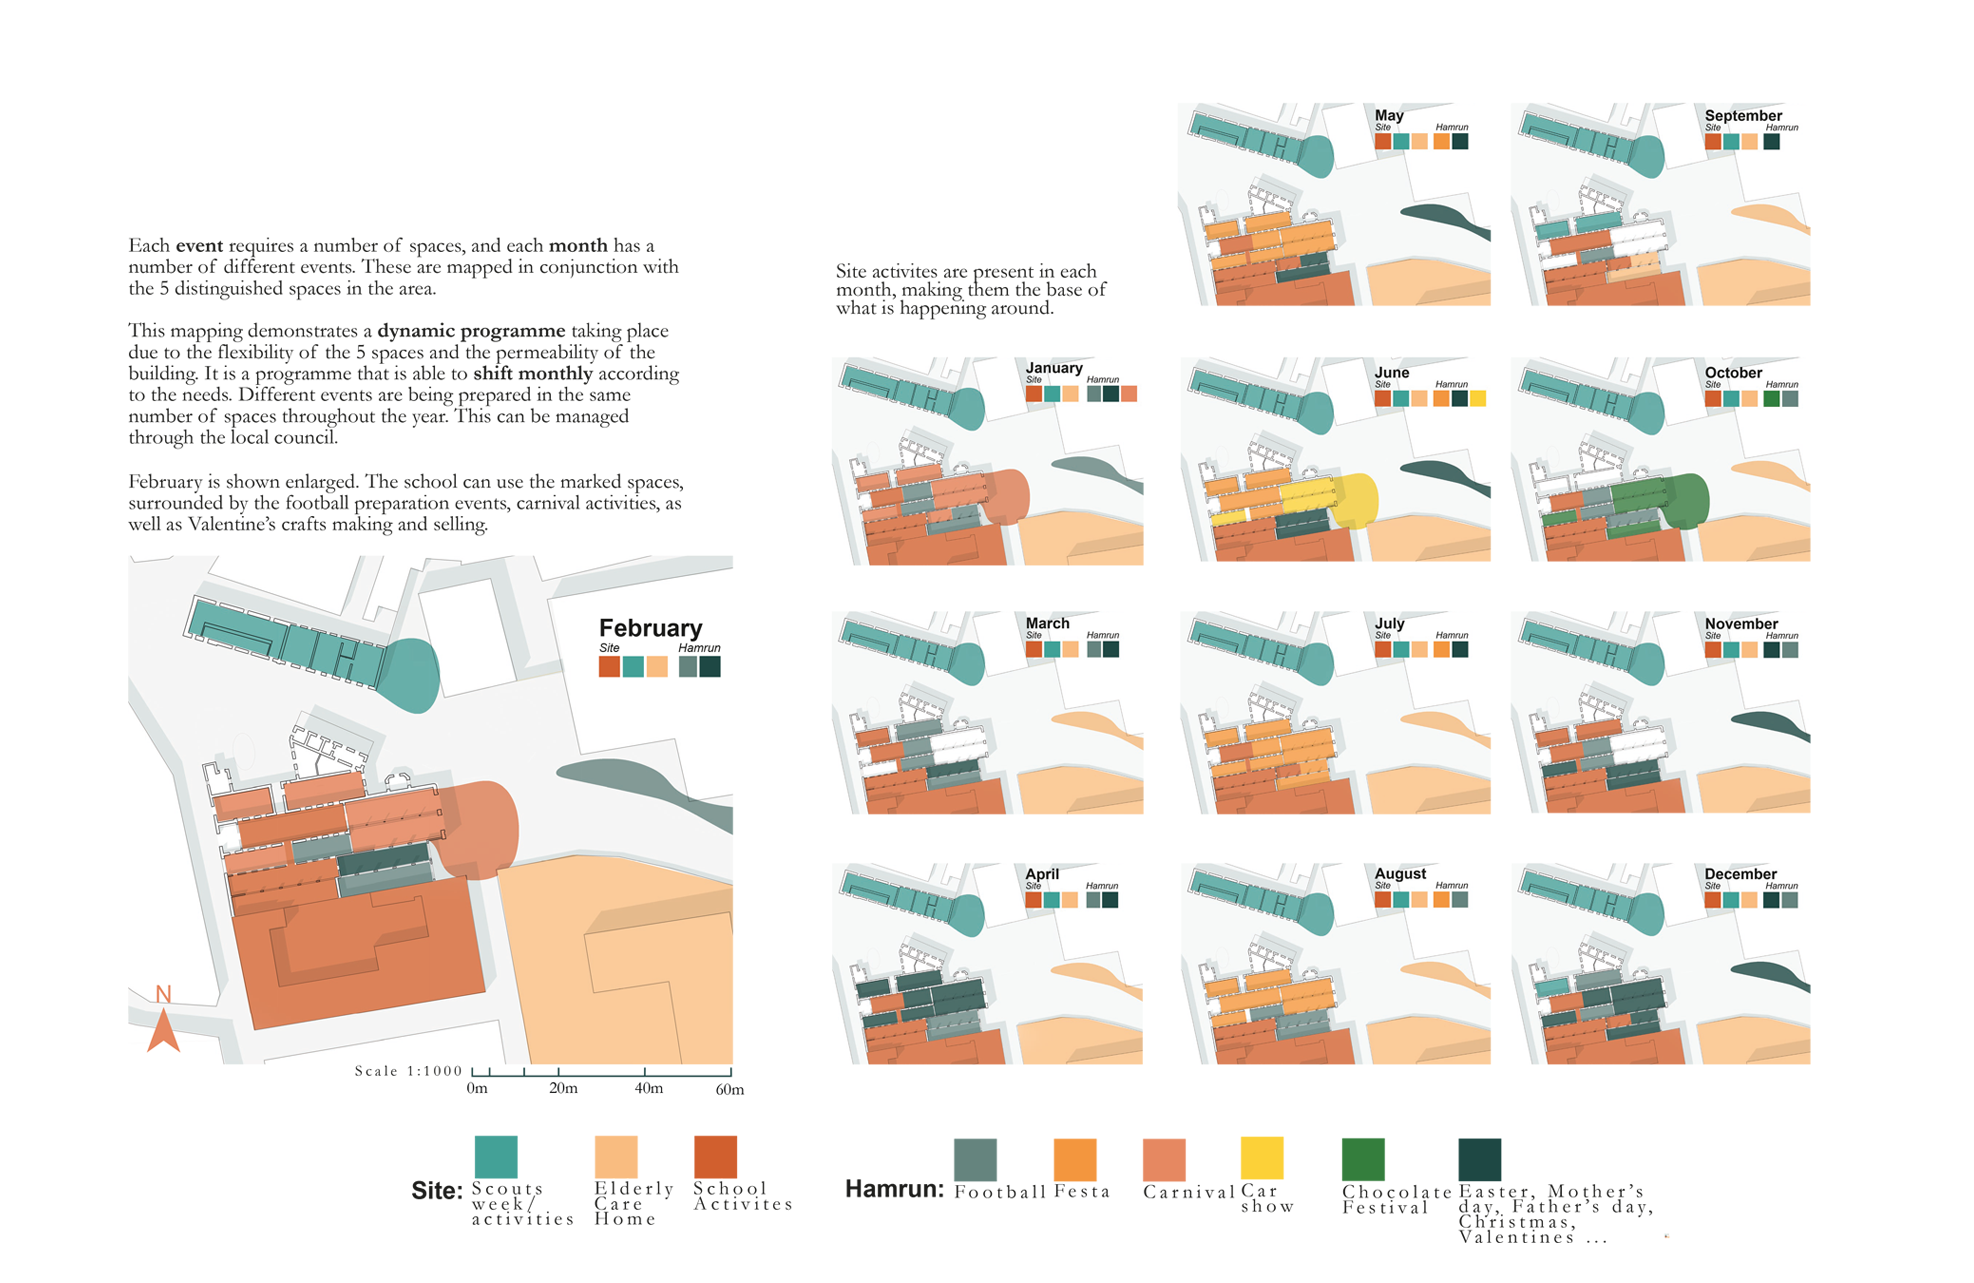 Each event requires a number of spaces, and each month has a
number of different events. These are mapped in conjunction with
the 5 distinguished spaces in the area.
This mapping demonstrates a dynamic programme taking place
due to the flexibility of the 5 spaces and the permeability of the
building. It is a programme that is able to shift monthly according
to the needs. Different events are being prepared in the same
number of spaces throughout the year. This can be managed
through the local council.
February is shown enlarged. The school can use the marked spaces,
surrounded by the football preparation events, carnival activities, as
well as Valentine's crafts making and selling.
February
Site Hamrun
N
Scale 1:1000
0m 20m 40m 60m
Site activites are present in each
month, making them the base of
what is happening around.
January
Site Hamrun
March
Site Hamrun
April
Site Hamrun
May
Site Hamrun
June
Site Hamrun
July
Site Hamrun
August
Site Hamrun
September
Site Hamrun
October
Site Hamrun
November
Site Hamrun
December
Site Hamrun
Site:
Scouts
week/
activities
Elderly
Care
Home
School
Activites
Hamrun:
Football
Festa
Carnival
Car
show
Chocolate
Festival
Easter, Mother's
day, Father's day,
Christmas,
Valentines ...